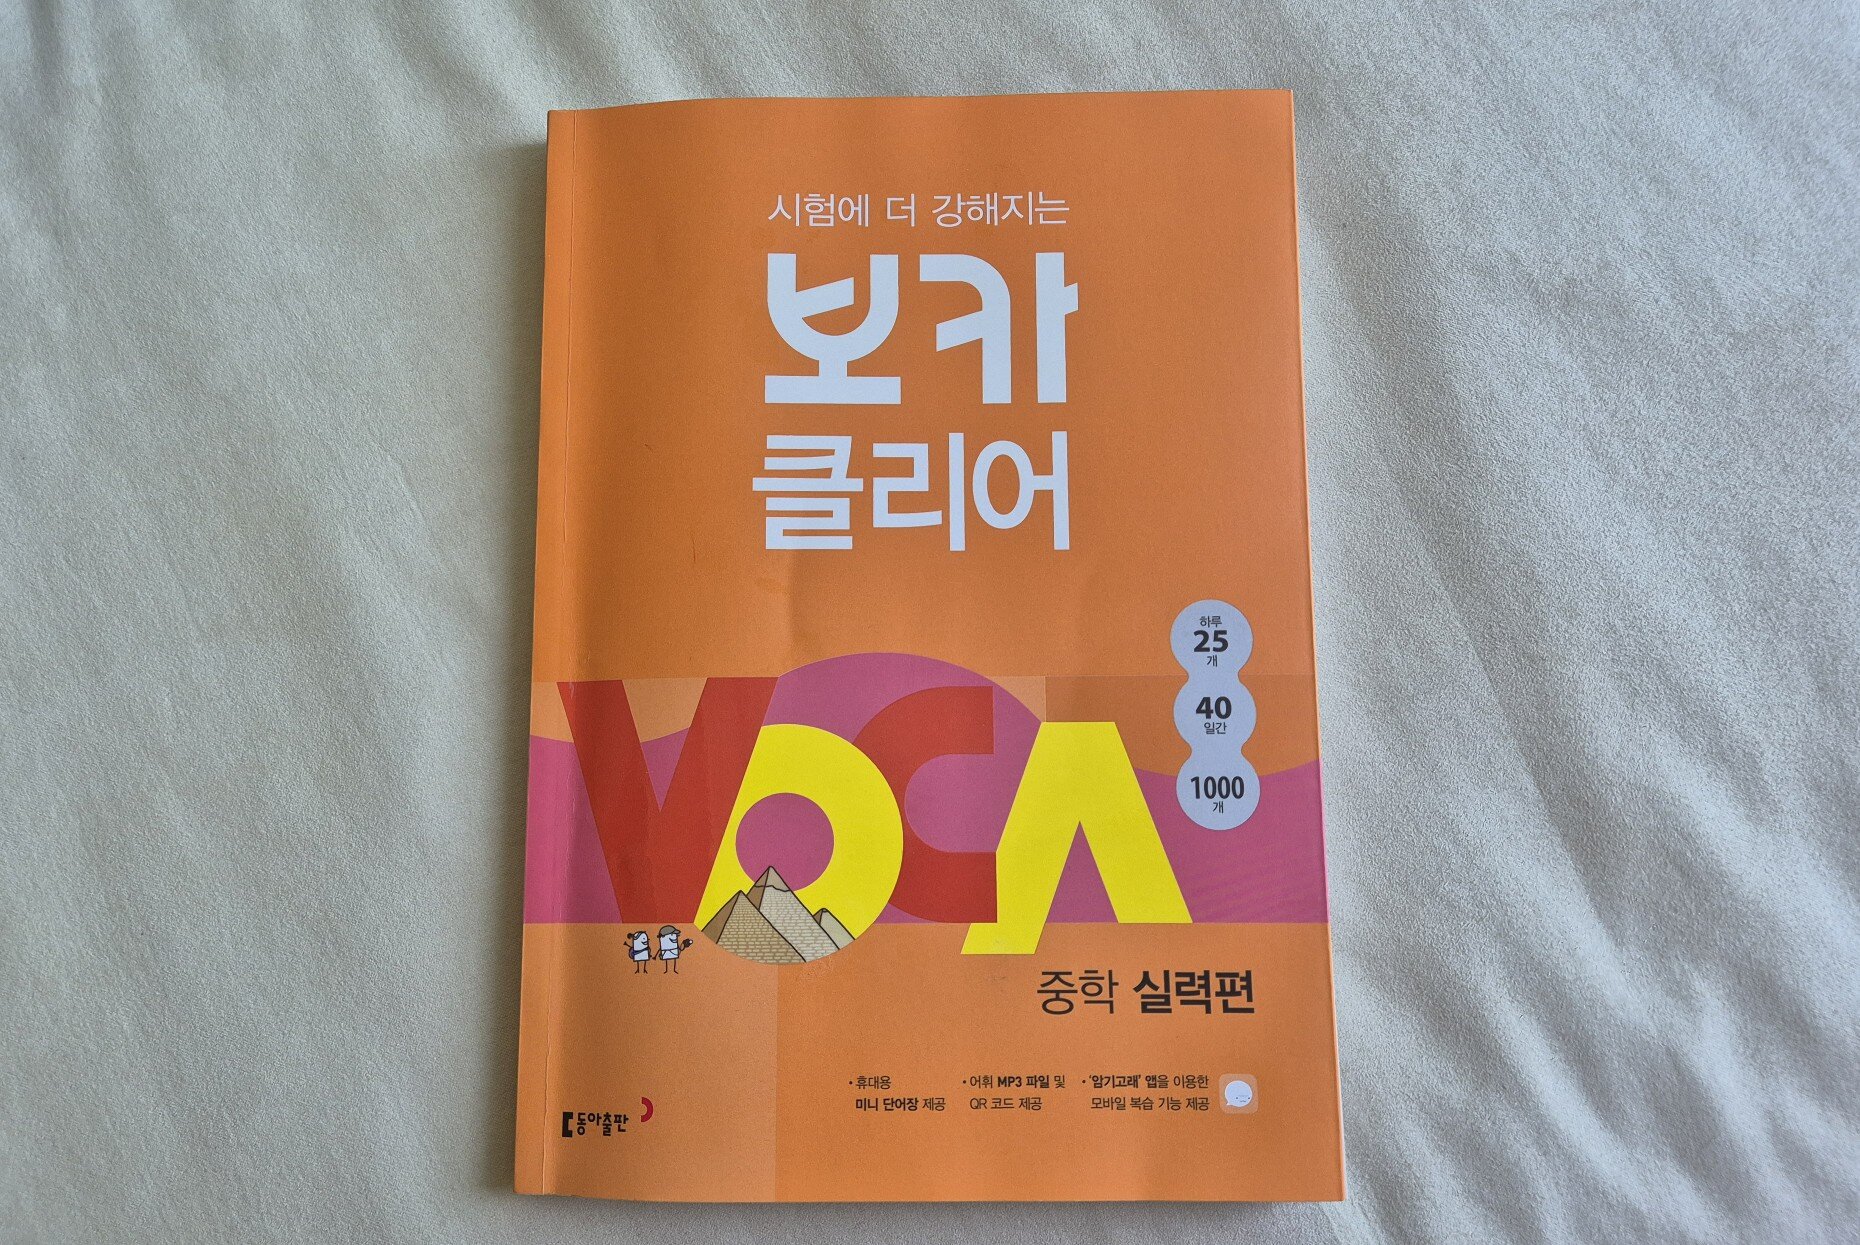 시험에 더 강해지는
보카
클리어
하루
25
개
40
일간
1000
개
VOCA
중학 실력편
• 휴대용
미니 단어장 제공
• 어휘 MP3 파일 및
QR 코드 제공
• '암기고래' 앱을 이용한
모바일 복습 기능 제공
동아출판